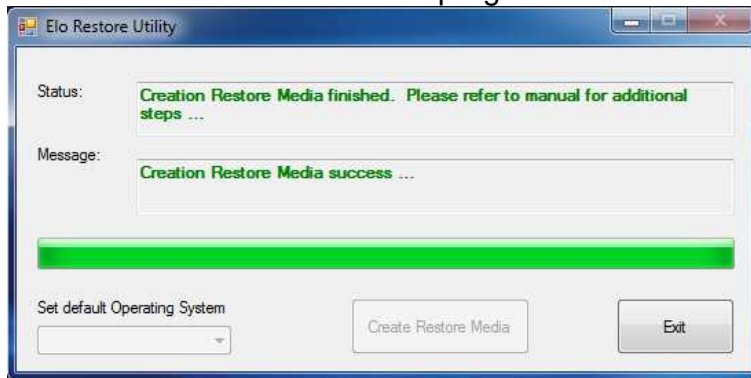 Elo Restore Utility
Status:
Creation Restore Media finished. Please refer to manual for additional
steps ...
Message:
Creation Restore Media success ...
Set default Operating System
Create Restore Media
Exit